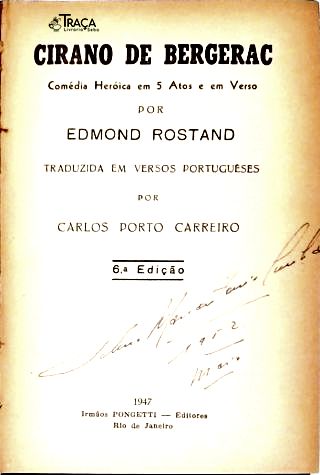 TRAÇA
Livraria e Sebo
CIRANO DE BERGERAC
Comédia Heróica em 5 Atos e em Verso
POR
EDMOND ROSTAND
TRADUZIDA EM VERSOS PORTUGUÊSES
POR
CARLOS PORTO CARREIRO
6.ª Edição
1952
Maio
1947
Irmãos PONGETTI — Editores
Rio de Janeiro